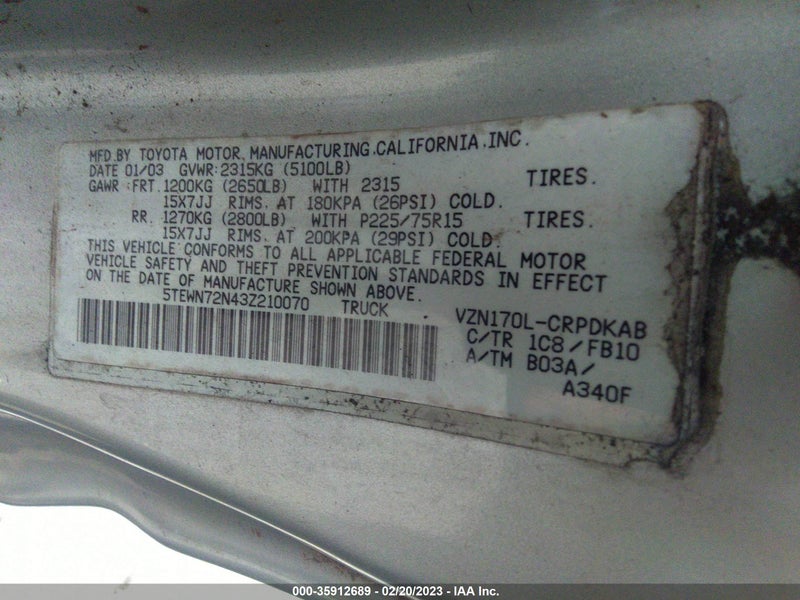 MFD.BY TOYOTA MOTOR MANUFACTURING CALIFORNIA,INC.
DATE 01/03 GVWR:2315KG (5100LB)
GAWR :FRT.1200KG (2650LB) WITH 2315 TIRES.
15X7JJ RIMS. AT 180KPA (26PSI) COLD.
RR. 1270KG (2800LB) WITH P225/75R15 TIRES.
15X7JJ RIMS. AT 200KPA (29PSI) COLD.
THIS VEHICLE CONFORMS TO ALL APPLICABLE FEDERAL MOTOR
VEHICLE SAFETY AND THEFT PREVENTION STANDARDS IN EFFECT
ON THE DATE OF MANUFACTURE SHOWN ABOVE.
5TEWN72N43Z210070 TRUCK
VZN170L-CRPDKAB
C/TR 1C8/FB10
A/TM B03A/
A340F
000-35912689 - 02/20/2023 - IAA Inc.